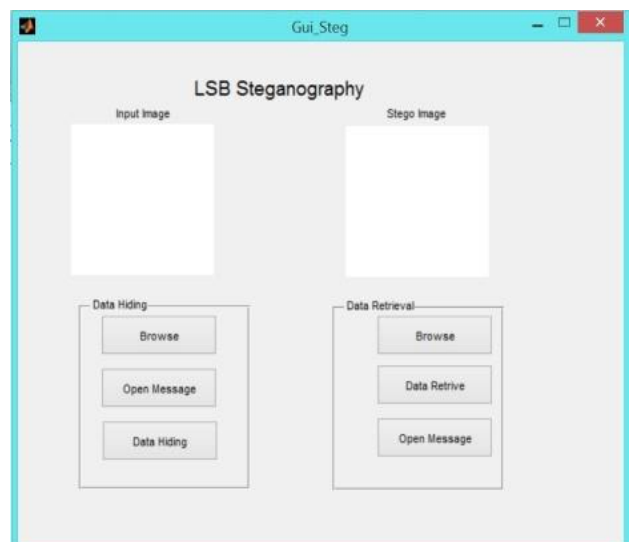 Gui_Steg
LSB Steganography
Input Image
Stego Image
Data Hiding
Browse
Open Message
Data Hiding
Data Retrieval
Browse
Data Retrive
Open Message